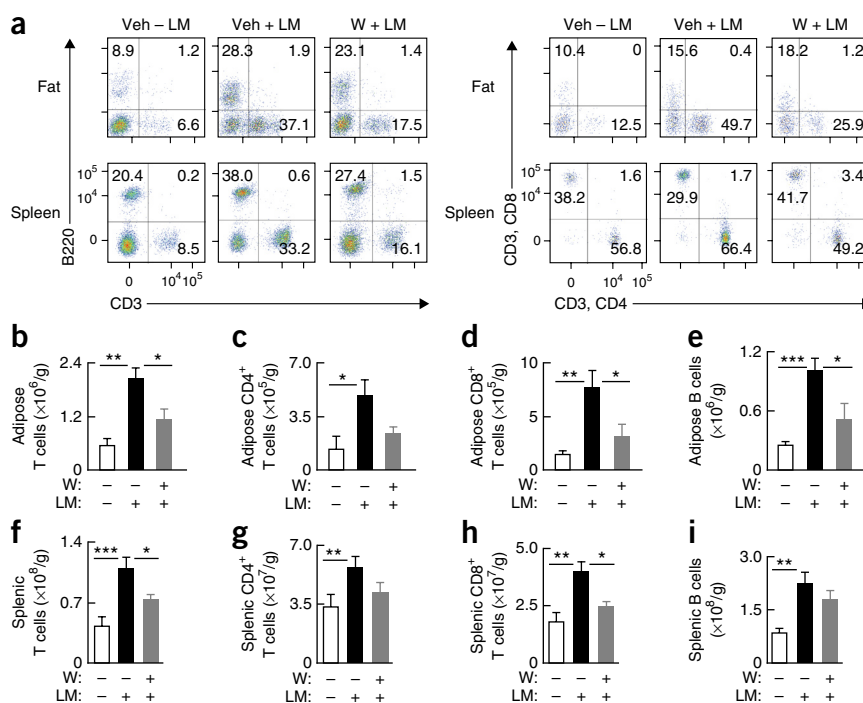 a
Veh – LM Veh + LM W + LM
Veh – LM Veh + LM W + LM
Fat
8.9 1.2
6.6
28.3 1.9
37.1
23.1 1.4
17.5
Fat
10.4 0
12.5
15.6 0.4
49.7
18.2 1.2
25.9
Spleen
10⁵
10⁴
0
20.4 0.2
8.5
38.0 0.6
33.2
27.4 1.5
16.1
0 10⁴ 10⁵
B220
CD3
Spleen
10⁵
10⁴
0
1.6
38.2
56.8
1.7
29.9
66.4
3.4
41.7
49.2
0 10⁴ 10⁵
CD3, CD8
CD3, CD4
b
Adipose
T cells (×10⁶/g)
2.4
1.2
0
** *
W: – – +
LM: – + +
c
Adipose CD4⁺
T cells (×10⁵/g)
7.0
3.5
0
*
– – +
– + +
d
Adipose CD8⁺
T cells (×10⁵/g)
10
5
0
** *
W: – – +
LM: – + +
e
Adipose B cells
(×10⁶/g)
1.2
0.6
0
*** *
– – +
– + +
f
Splenic
T cells (×10⁸/g)
1.4
0.7
0
*** *
W: – – +
LM: – + +
g
Splenic CD4⁺
T cells (×10⁷/g)
7.0
3.5
0
**
– – +
– + +
h
Splenic CD8⁺
T cells (×10⁷/g)
5.0
2.5
0
** *
W: – – +
LM: – + +
i
Splenic B cells
(×10⁸/g)
3.0
1.5
0
**
– – +
– + +